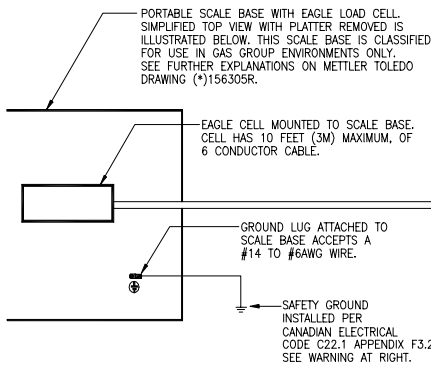 PORTABLE SCALE BASE WITH EAGLE LOAD CELL.
SIMPLIFIED TOP VIEW WITH PLATTER REMOVED IS
ILLUSTRATED BELOW. THIS SCALE BASE IS CLASSIFIED
FOR USE IN GAS GROUP ENVIRONMENTS ONLY.
SEE FURTHER EXPLANATIONS ON METTLER TOLEDO
DRAWING (*)156305R.
EAGLE CELL MOUNTED TO SCALE BASE.
CELL HAS 10 FEET (3M) MAXIMUM, OF
6 CONDUCTOR CABLE.
GROUND LUG ATTACHED TO
SCALE BASE ACCEPTS A
#14 TO #6AWG WIRE.
SAFETY GROUND
INSTALLED PER
CANADIAN ELECTRICAL
CODE C22.1 APPENDIX F3.2
SEE WARNING AT RIGHT.